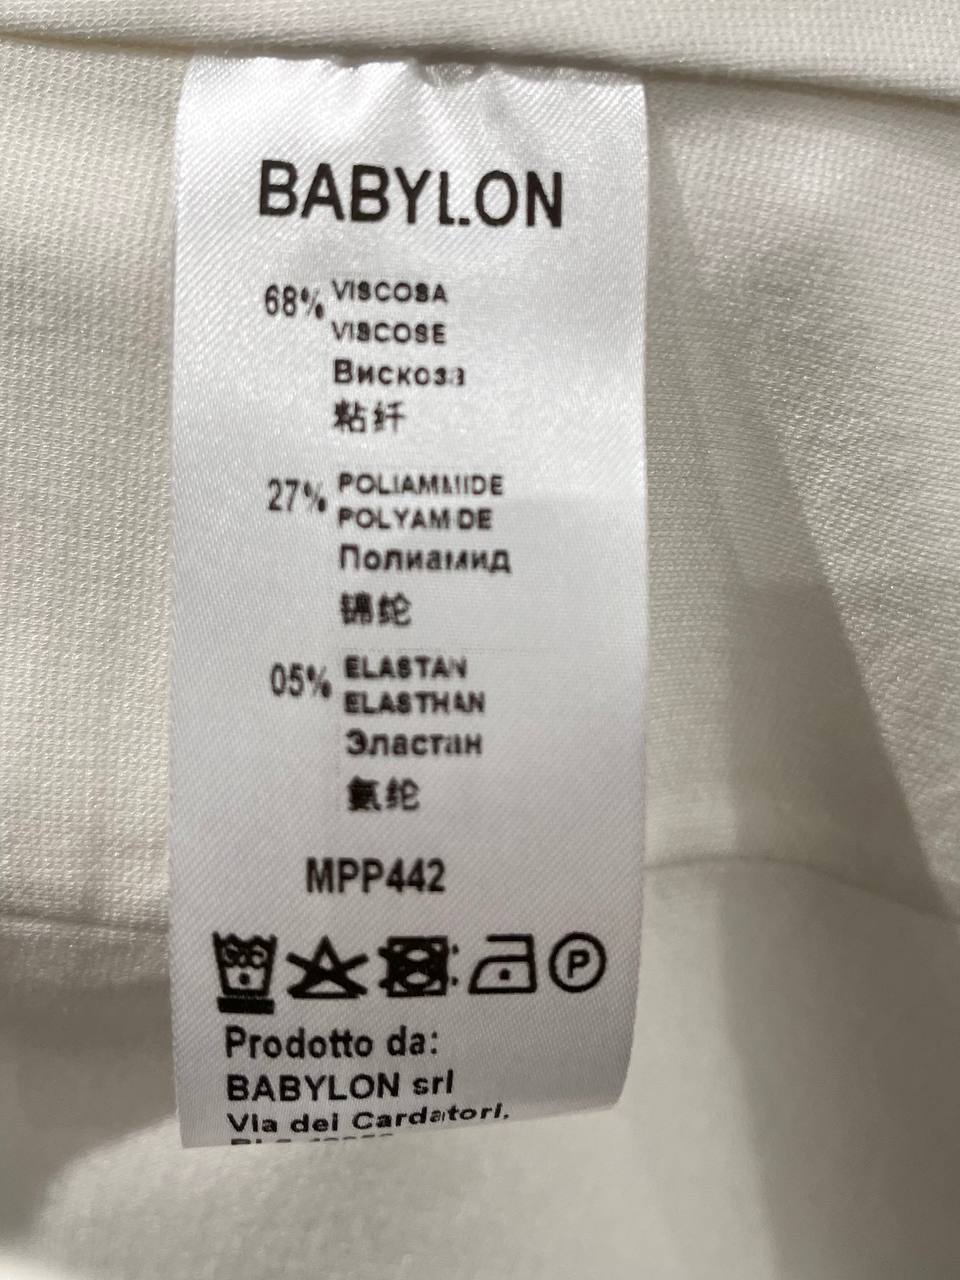 BABYLON
68% VISCOSA
VISCOSE
Вискоза
粘纤
27% POLIAMMIDE
POLYAMIDE
Полиамид
锦纶
05% ELASTAN
ELASTHAN
Эластан
氨纶
MPP442
30C
P
Prodotto da:
BABYLON srl
Via dei Cardatori,